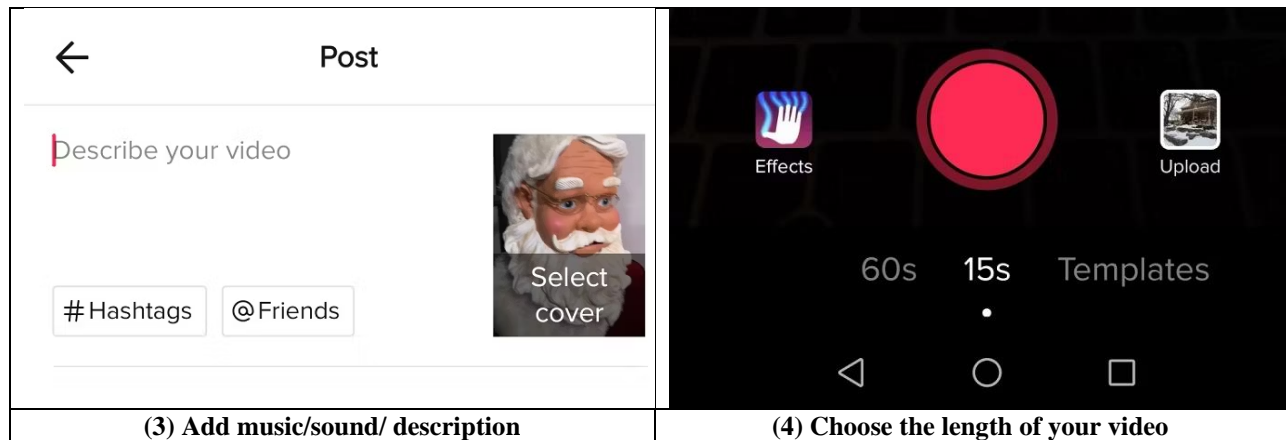 Post
Describe your video
Select
cover
#Hashtags
@Friends
(3) Add music/sound/ description
Effects
Upload
60s 15s Templates
(4) Choose the length of your video